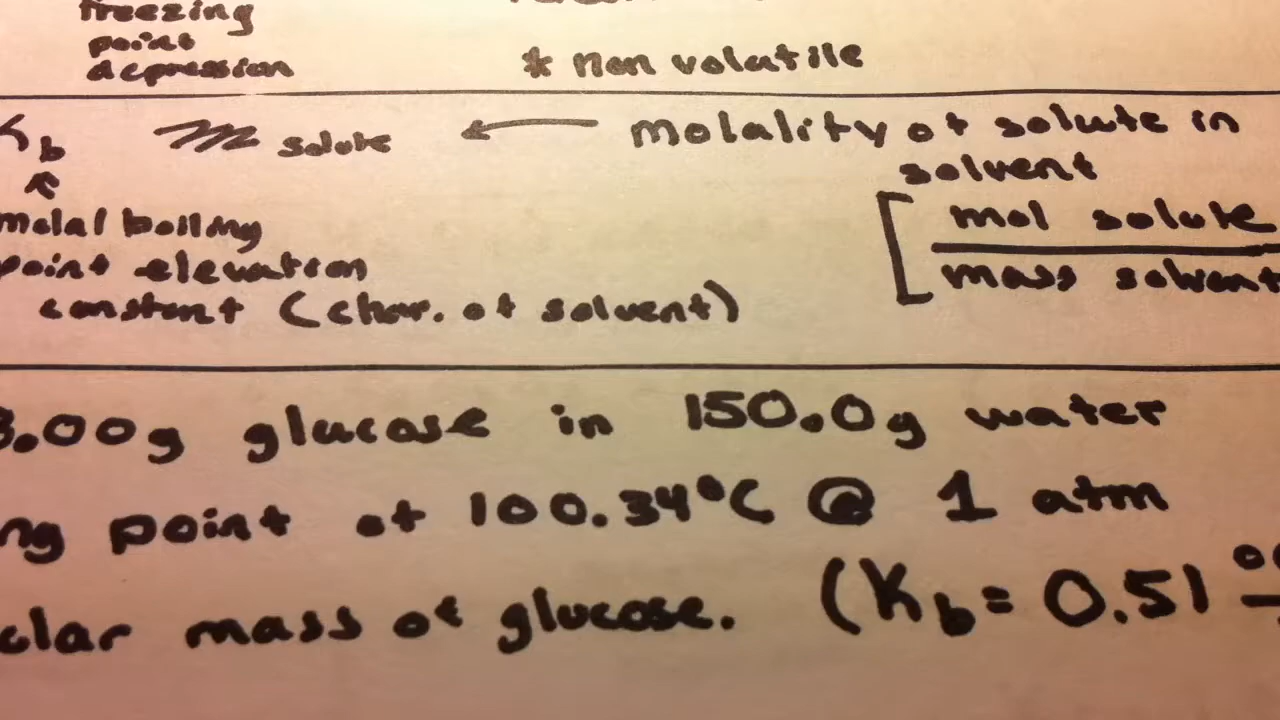 freezing
point
depression
* Non volatile
Kb m solute ← molality of solute in
solvent
molal boiling
point elevation
constant (char. of solvent)
[ mol solute
mass solvent
8.00g glucose in 150.0g water
ng point of 100.34°C @ 1 atm
cular mass of glucose. (Kb = 0.51 °